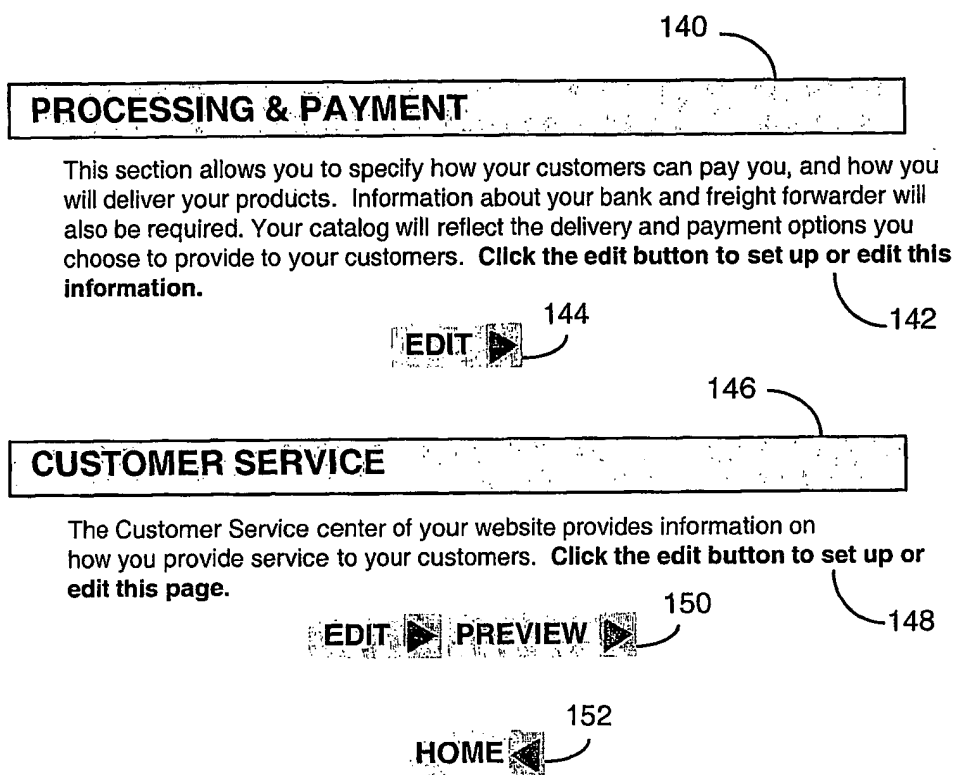 140
PROCESSING & PAYMENT
This section allows you to specify how your customers can pay you, and how you
will deliver your products. Information about your bank and freight forwarder will
also be required. Your catalog will reflect the delivery and payment options you
choose to provide to your customers. Click the edit button to set up or edit this
information.
142
144
EDIT
146
CUSTOMER SERVICE
The Customer Service center of your website provides information on
how you provide service to your customers. Click the edit button to set up or
edit this page.
148
150
EDIT PREVIEW
152
HOME